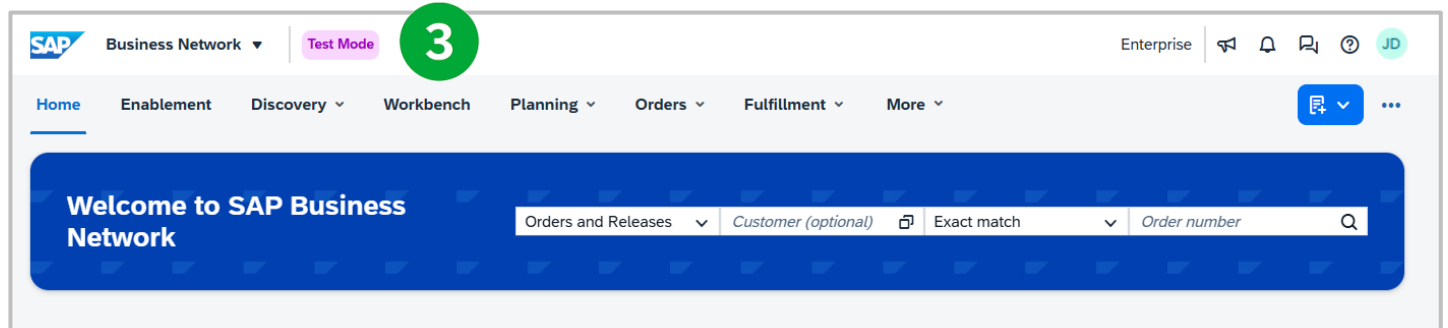 SAP Business Network Test Mode 3 Enterprise JD
Home Enablement Discovery Workbench Planning Orders Fulfillment More
Welcome to SAP Business
Network
Orders and Releases Customer (optional) Exact match Order number